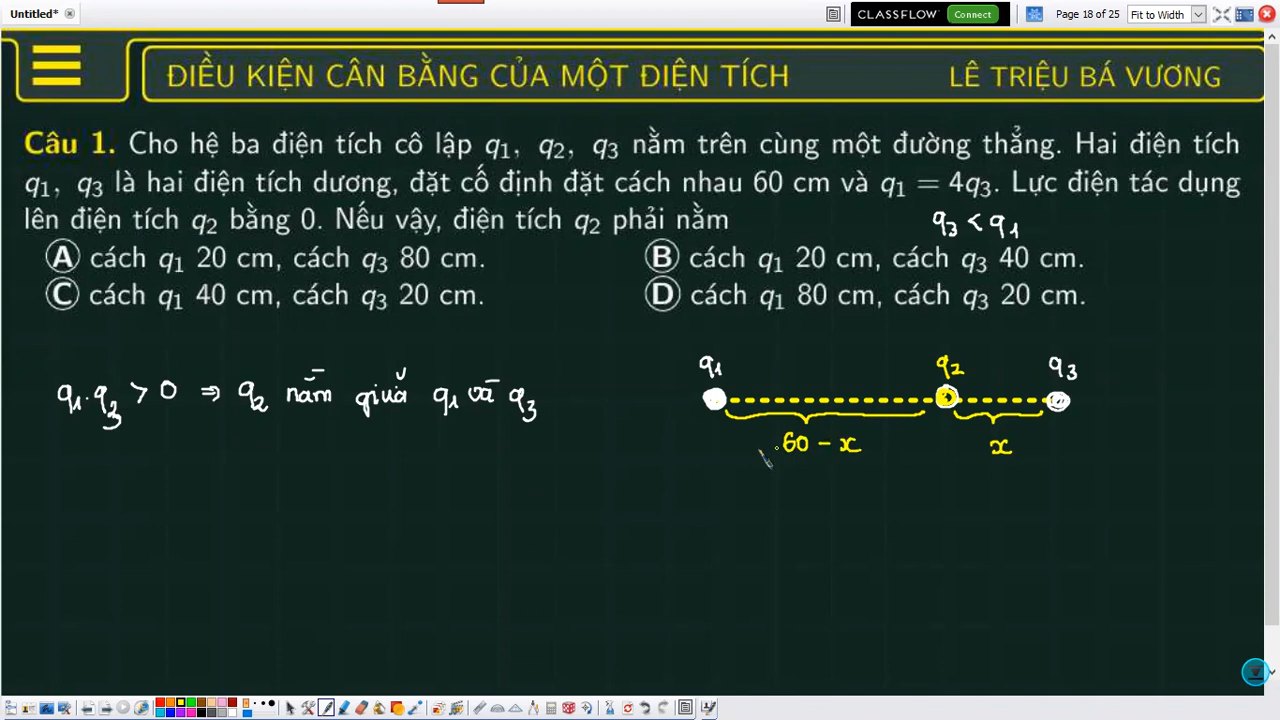 Untitled*
CLASSFLOW Connect
Page 18 of 25
Fit to Width
ĐIỀU KIỆN CÂN BẰNG CỦA MỘT ĐIỆN TÍCH
LÊ TRIỆU BÁ VƯƠNG
Câu 1. Cho hệ ba điện tích cô lập q1, q2, q3 nằm trên cùng một đường thẳng. Hai điện tích
q1, q3 là hai điện tích dương, đặt cố định đặt cách nhau 60 cm và q1 = 4q3. Lực điện tác dụng
lên điện tích q2 bằng 0. Nếu vậy, điện tích q2 phải nằm
q3 < q1
A cách q1 20 cm, cách q3 80 cm.
B cách q1 20 cm, cách q3 40 cm.
C cách q1 40 cm, cách q3 20 cm.
D cách q1 80 cm, cách q3 20 cm.
q1.q3 > 0 ⇒ q2 nằm giữa q1 và q3
q1 q2 q3
60 − x x